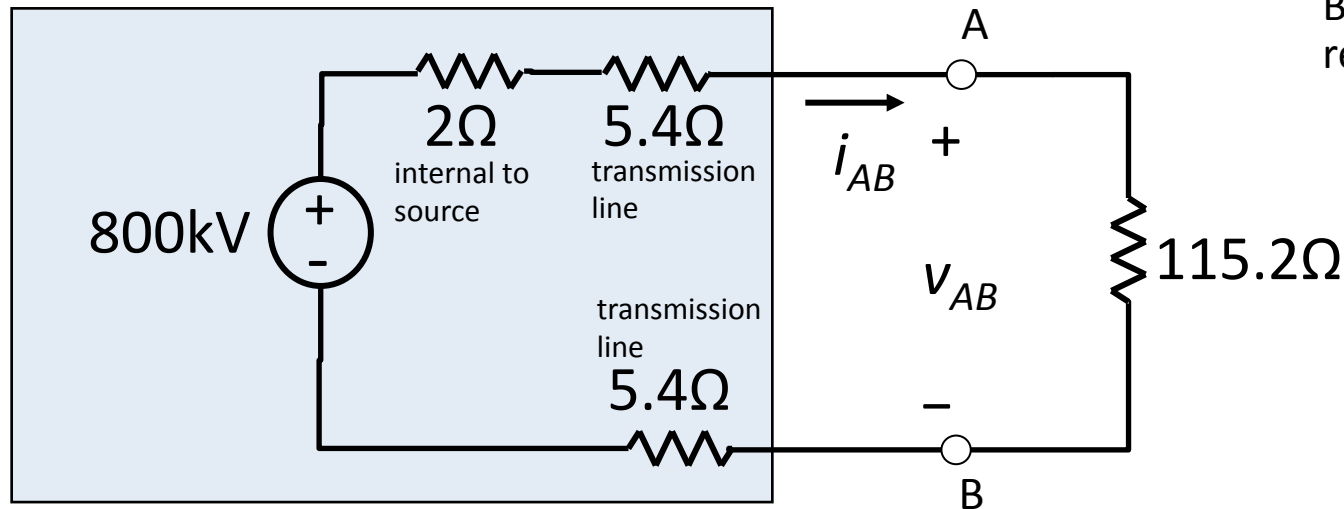 A
B
re
2Ω
internal to
source
5.4Ω
transmission
line
i_AB
+
800kV
+
-
v_AB
115.2Ω
transmission
line
5.4Ω
–
B